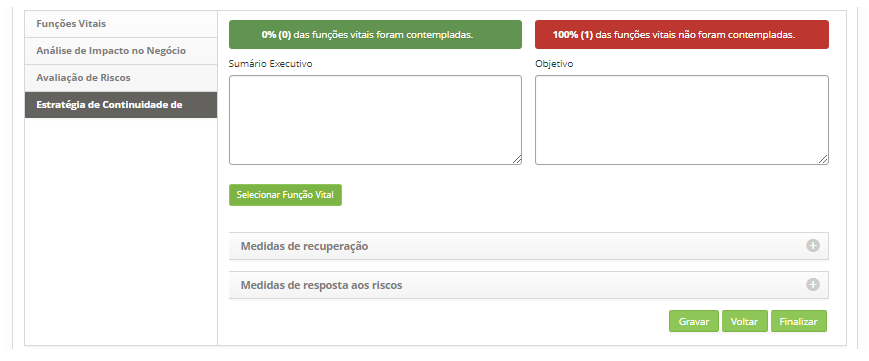 Funções Vitais
Análise de Impacto no Negócio
Avaliação de Riscos
Estratégia de Continuidade de
0% (0) das funções vitais foram contempladas.
100% (1) das funções vitais não foram contempladas.
Sumário Executivo
Objetivo
Selecionar Função Vital
Medidas de recuperação
Medidas de resposta aos riscos
Gravar
Voltar
Finalizar